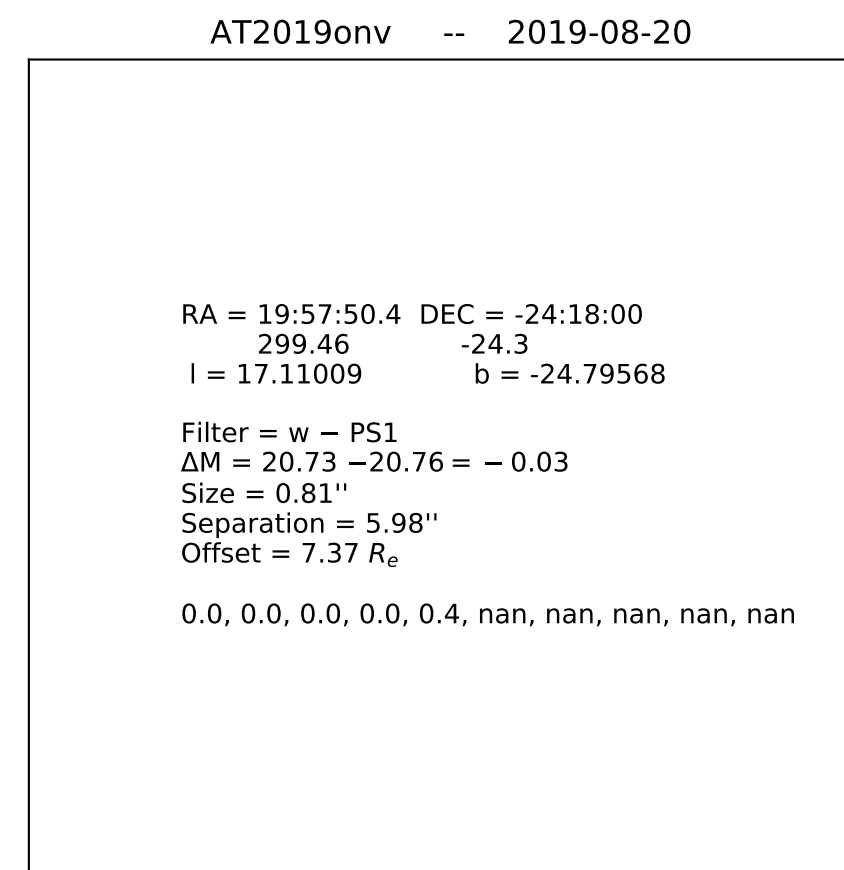 AT2019onv -- 2019-08-20
RA = 19:57:50.4 DEC = -24:18:00
299.46 -24.3
l = 17.11009 b = -24.79568
Filter = w − PS1
ΔM = 20.73 −20.76 = − 0.03
Size = 0.81''
Separation = 5.98''
Offset = 7.37 Re
0.0, 0.0, 0.0, 0.0, 0.4, nan, nan, nan, nan, nan